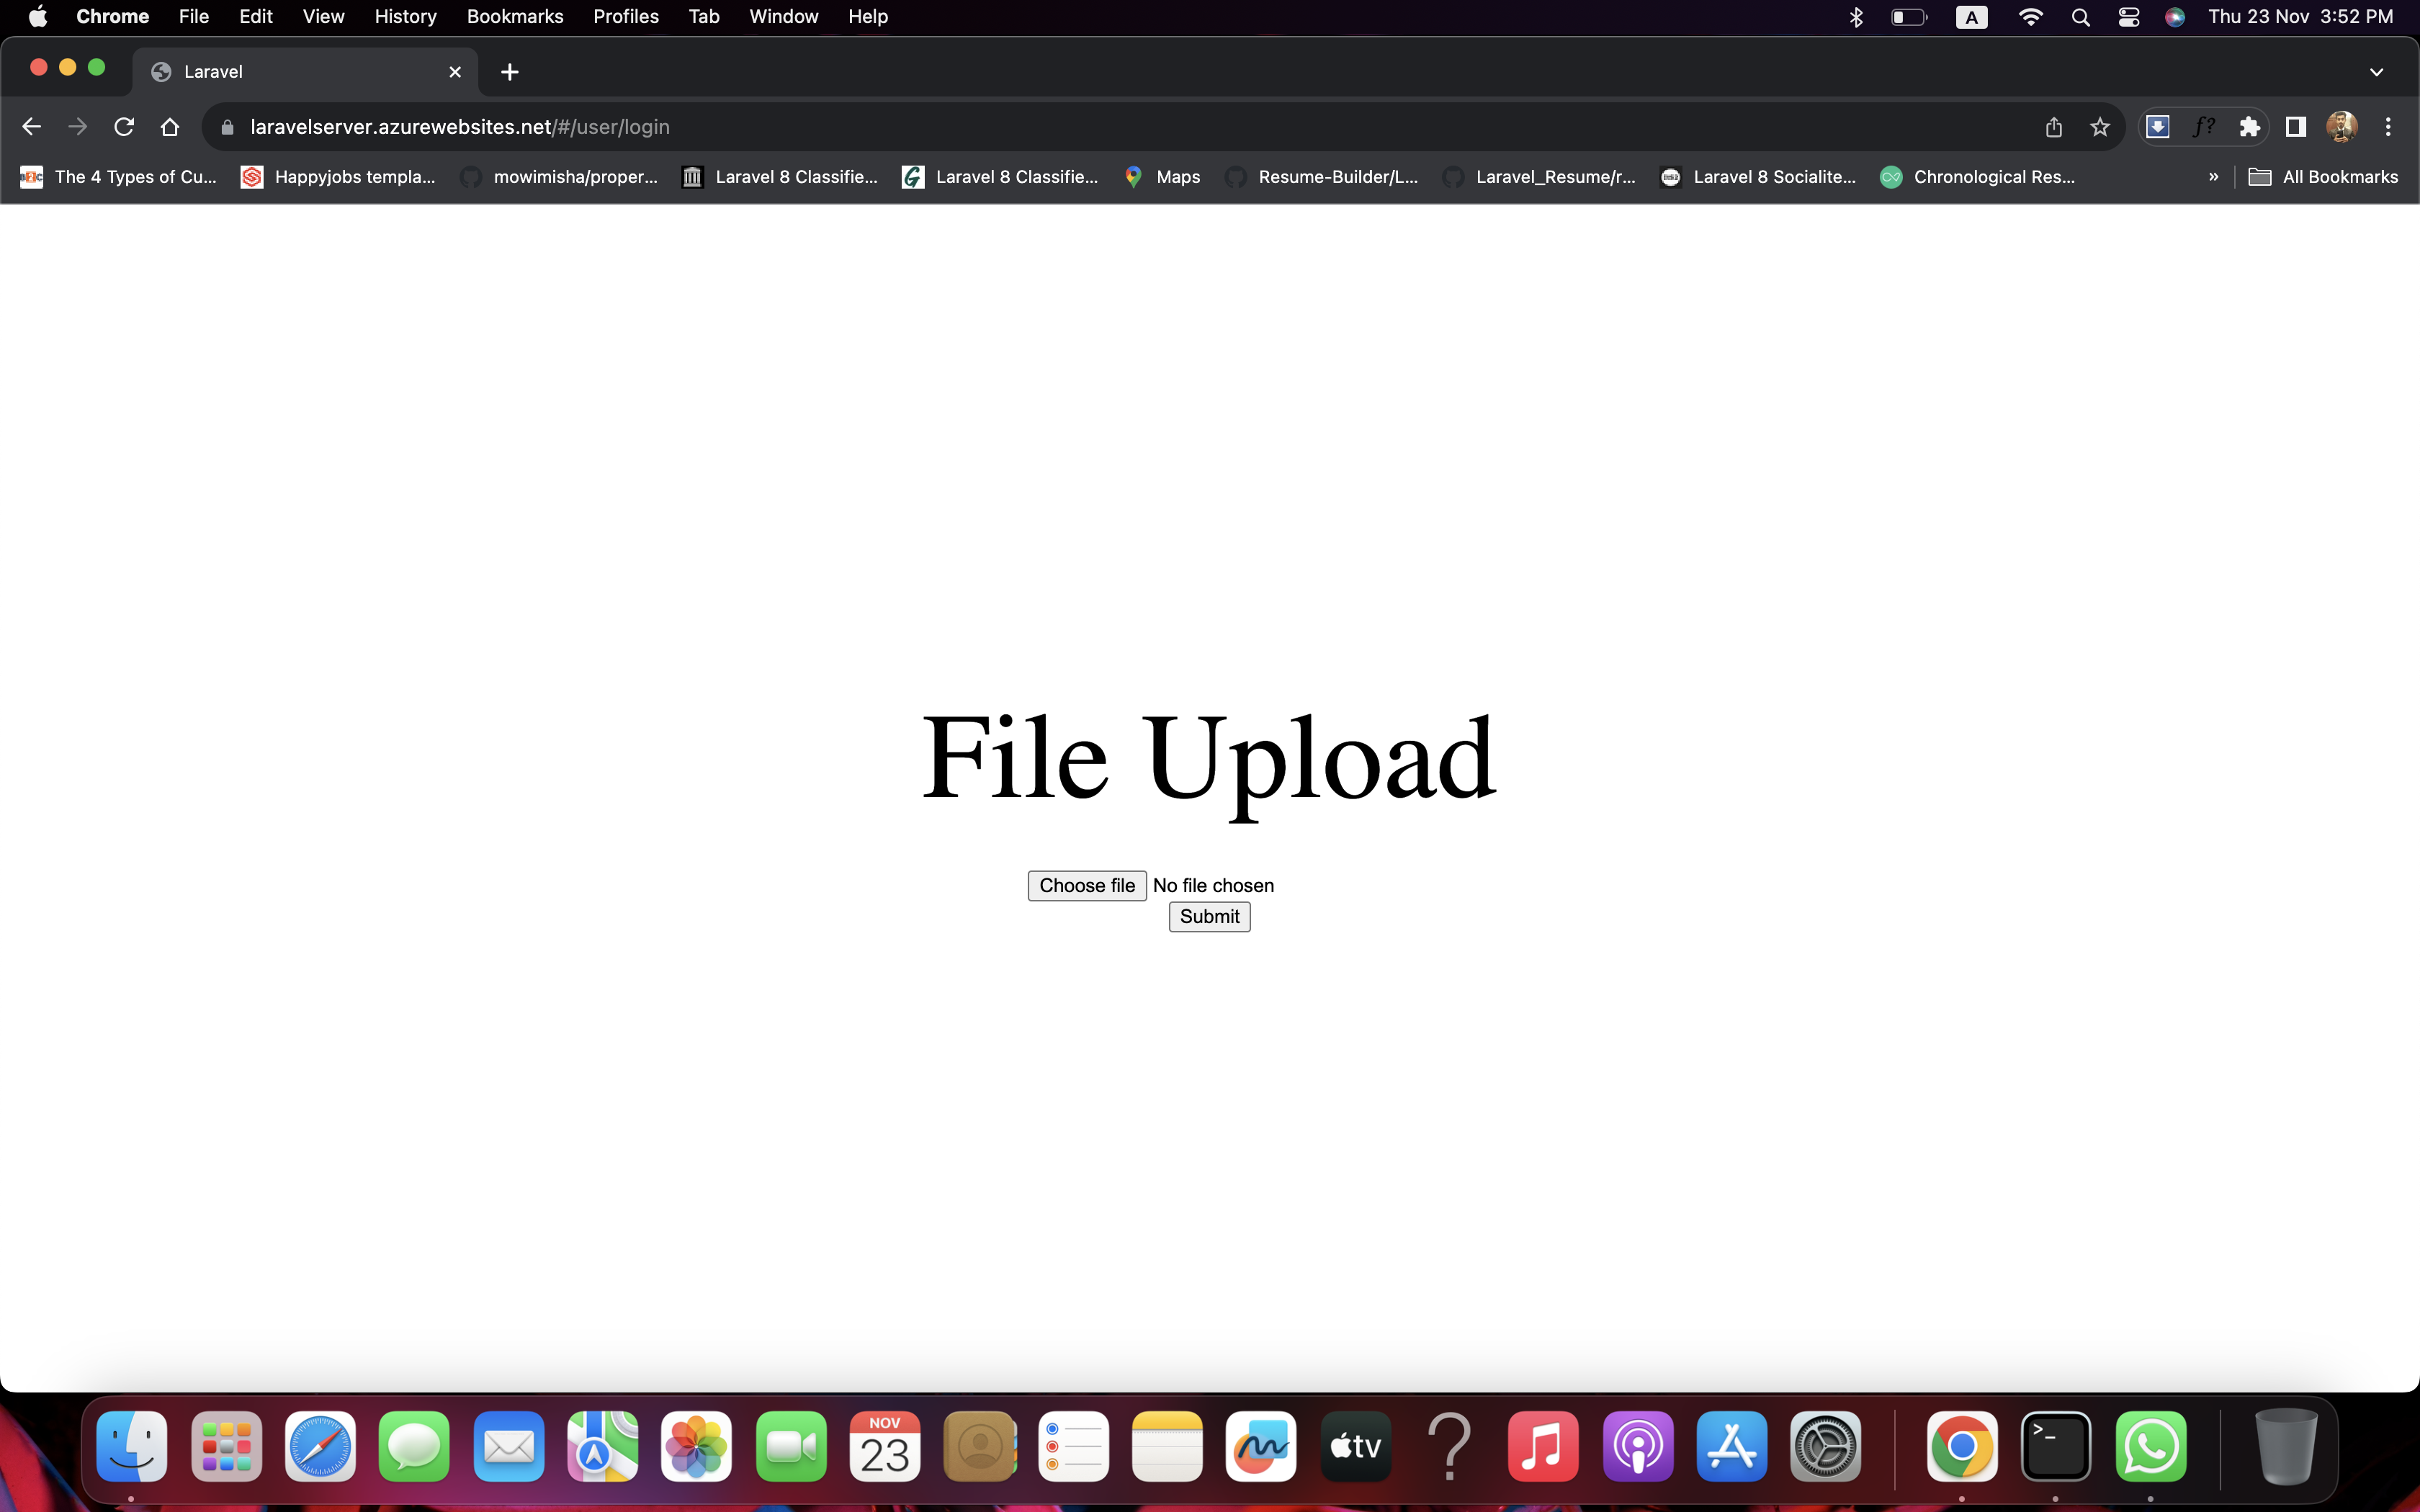 Chrome File Edit View History Bookmarks Profiles Tab Window Help A Thu 23 Nov 3:52 PM
Laravel
laravelserver.azurewebsites.net/#/user/login f?
The 4 Types of Cu... Happyjobs templa... mowimisha/proper... Laravel 8 Classifie... Laravel 8 Classifie... Maps Resume-Builder/L... Laravel_Resume/r... Laravel 8 Socialite... Chronological Res... » All Bookmarks
File Upload
Choose file No file chosen
Submit
NOV
23
tv
?
>_